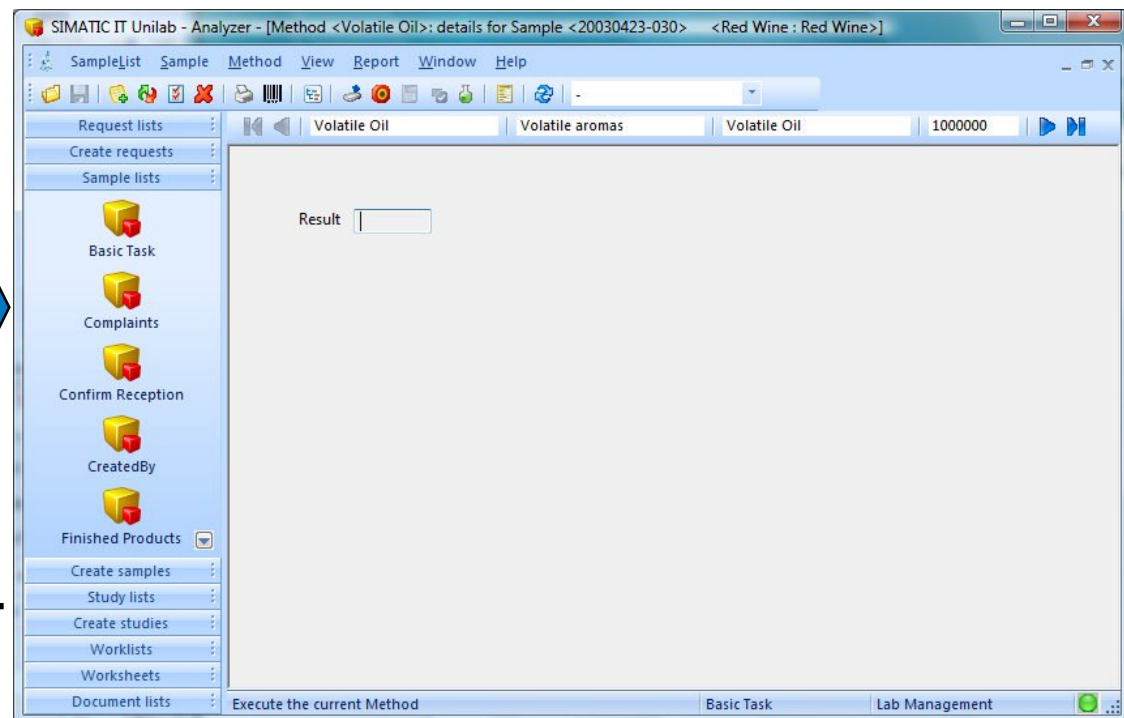 SIMATIC IT Unilab - Analyzer - [Method <Volatile Oil>: details for Sample <20030423-030> <Red Wine : Red Wine>]
SampleList Sample Method View Report Window Help
-
Request lists
Volatile Oil Volatile aromas Volatile Oil 1000000
Create requests
Sample lists
Result
Basic Task
Complaints
Confirm Reception
CreatedBy
Finished Products
Create samples
Study lists
Create studies
Worklists
Worksheets
Document lists
Execute the current Method Basic Task Lab Management